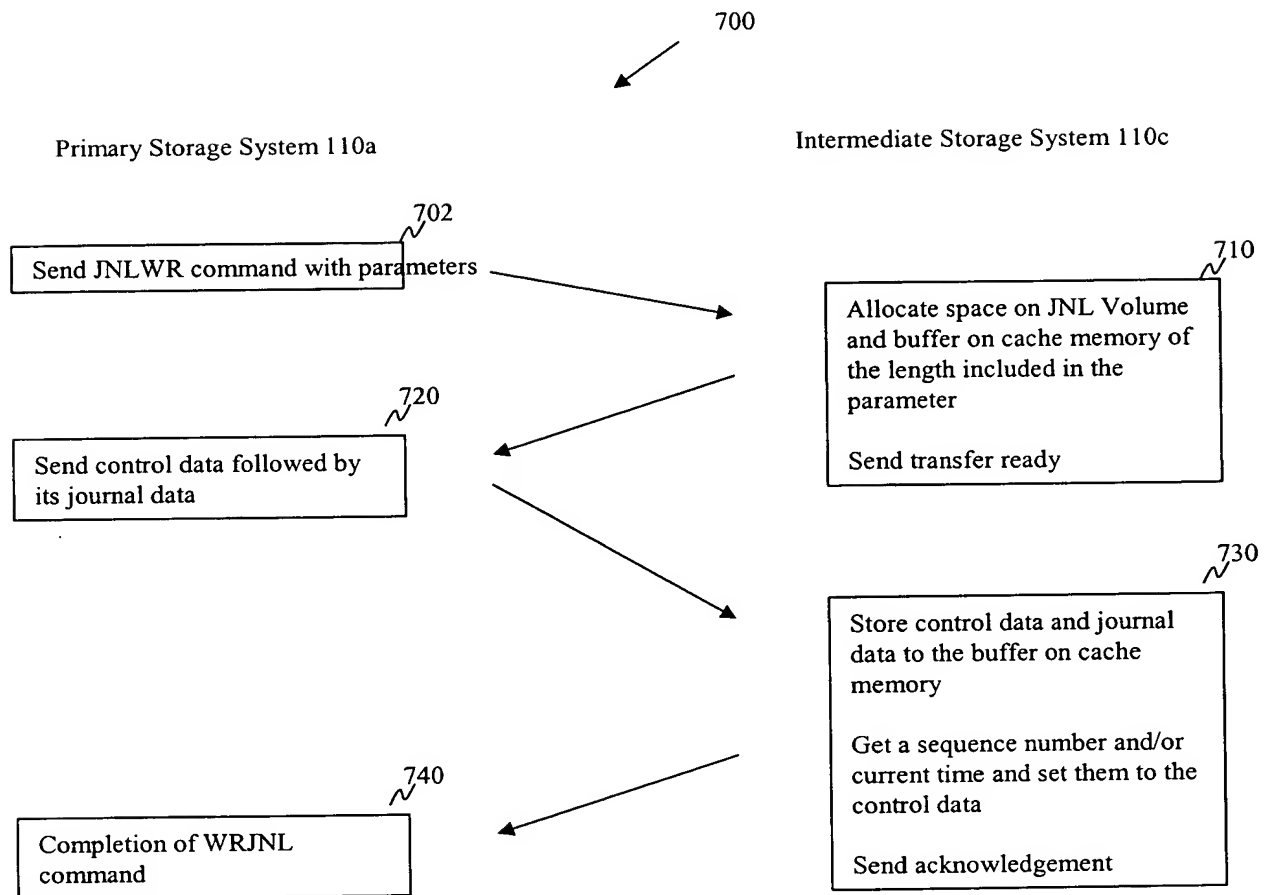 700
Primary Storage System 110a
Intermediate Storage System 110c
702
Send JNLWR command with parameters
710
Allocate space on JNL Volume
and buffer on cache memory of
the length included in the
parameter
Send transfer ready
720
Send control data followed by
its journal data
730
Store control data and journal
data to the buffer on cache
memory
Get a sequence number and/or
current time and set them to the
control data
Send acknowledgement
740
Completion of WRJNL
command